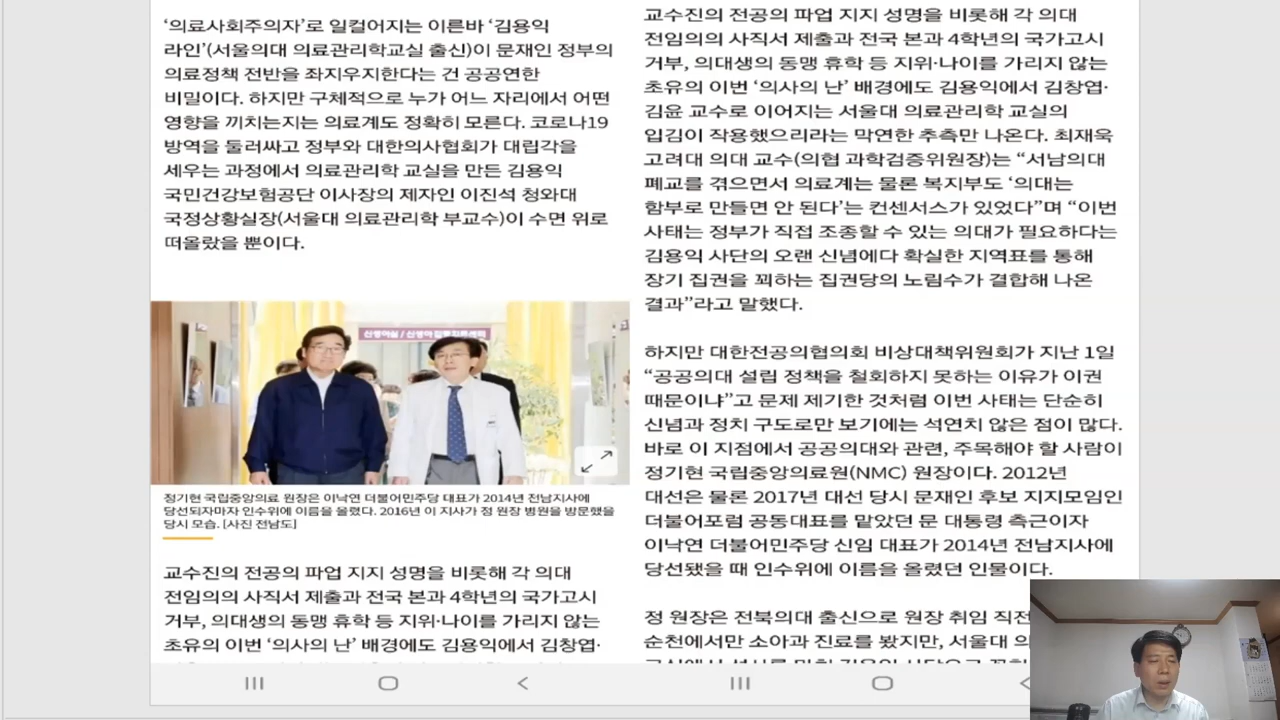 ‘의료사회주의자’로 일컬어지는 이른바 ‘김용익
라인’(서울의대 의료관리학교실 출신)이 문재인 정부의
의료정책 전반을 좌지우지한다는 건 공공연한
비밀이다. 하지만 구체적으로 누가 어느 자리에서 어떤
영향을 끼치는지는 의료계도 정확히 모른다. 코로나19
방역을 둘러싸고 정부와 대한의사협회가 대립각을
세우는 과정에서 의료관리학 교실을 만든 김용익
국민건강보험공단 이사장의 제자인 이진석 청와대
국정상황실장(서울대 의료관리학 부교수)이 수면 위로
떠올랐을 뿐이다.
정기현 국립중앙의료 원장은 이낙연 더불어민주당 대표가 2014년 전남지사에
당선되자마자 인수위에 이름을 올렸다. 2016년 이 지사가 정 원장 병원을 방문했을
당시 모습. [사진 전남도]
교수진의 전공의 파업 지지 성명을 비롯해 각 의대
전임의의 사직서 제출과 전국 본과 4학년의 국가고시
거부, 의대생의 동맹 휴학 등 지위·나이를 가리지 않는
초유의 이번 ‘의사의 난’ 배경에도 김용익에서 김창엽·
교수진의 전공의 파업 지지 성명을 비롯해 각 의대
전임의의 사직서 제출과 전국 본과 4학년의 국가고시
거부, 의대생의 동맹 휴학 등 지위·나이를 가리지 않는
초유의 이번 ‘의사의 난’ 배경에도 김용익에서 김창엽·
김윤 교수로 이어지는 서울대 의료관리학 교실의
입김이 작용했으리라는 막연한 추측만 나온다. 최재욱
고려대 의대 교수(의협 과학검증위원장)는 “서남의대
폐교를 겪으면서 의료계는 물론 복지부도 ‘의대는
함부로 만들면 안 된다’는 컨센서스가 있었다”며 “이번
사태는 정부가 직접 조종할 수 있는 의대가 필요하다는
김용익 사단의 오랜 신념에다 확실한 지역표를 통해
장기 집권을 꾀하는 집권당의 노림수가 결합해 나온
결과”라고 말했다.
하지만 대한전공의협의회 비상대책위원회가 지난 1일
“공공의대 설립 정책을 철회하지 못하는 이유가 이권
때문이냐”고 문제 제기한 것처럼 이번 사태는 단순히
신념과 정치 구도로만 보기에는 석연치 않은 점이 많다.
바로 이 지점에서 공공의대와 관련, 주목해야 할 사람이
정기현 국립중앙의료원(NMC) 원장이다. 2012년
대선은 물론 2017년 대선 당시 문재인 후보 지지모임인
더불어포럼 공동대표를 맡았던 문 대통령 측근이자
이낙연 더불어민주당 신임 대표가 2014년 전남지사에
당선됐을 때 인수위에 이름을 올렸던 인물이다.
정 원장은 전북의대 출신으로 원장 취임 직전
순천에서만 소아과 진료를 봤지만, 서울대 의